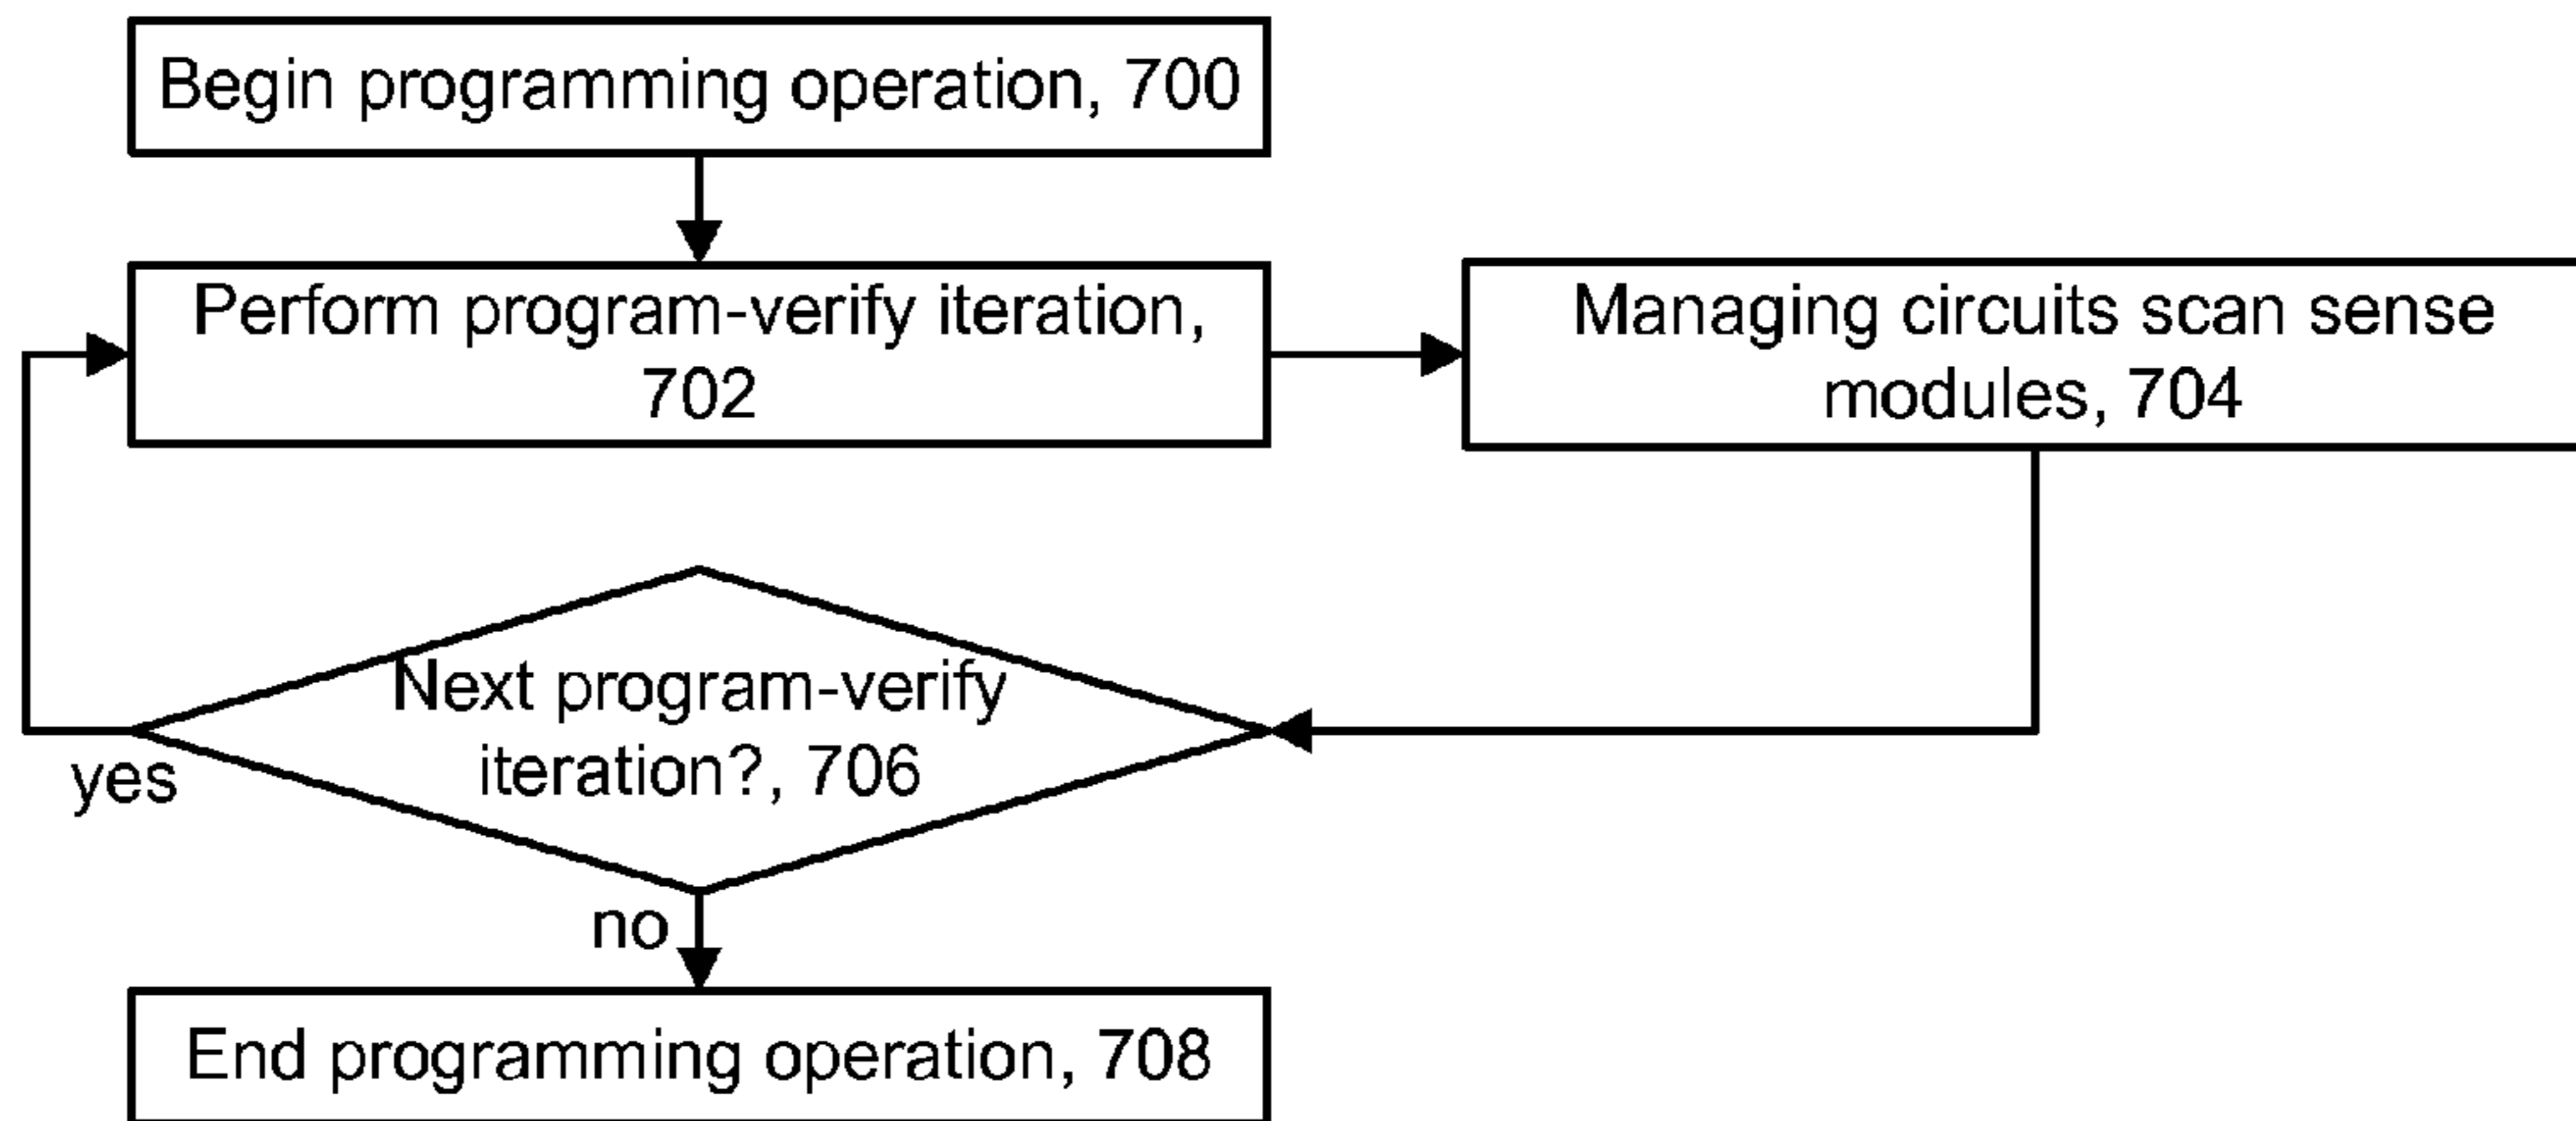 Begin programming operation, 700
Perform program-verify iteration,
702
Managing circuits scan sense
modules, 704
Next program-verify
iteration?, 706
yes
no
End programming operation, 708